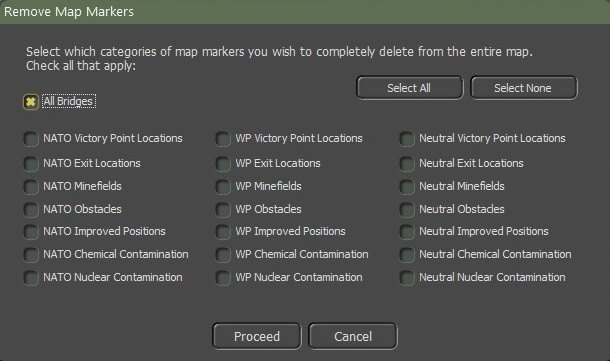 Remove Map Markers
Select which categories of map markers you wish to completely delete from the entire map.
Check all that apply:
Select All Select None
All Bridges
NATO Victory Point Locations WP Victory Point Locations Neutral Victory Point Locations
NATO Exit Locations WP Exit Locations Neutral Exit Locations
NATO Minefields WP Minefields Neutral Minefields
NATO Obstacles WP Obstacles Neutral Obstacles
NATO Improved Positions WP Improved Positions Neutral Improved Positions
NATO Chemical Contamination WP Chemical Contamination Neutral Chemical Contamination
NATO Nuclear Contamination WP Nuclear Contamination Neutral Nuclear Contamination
Proceed Cancel